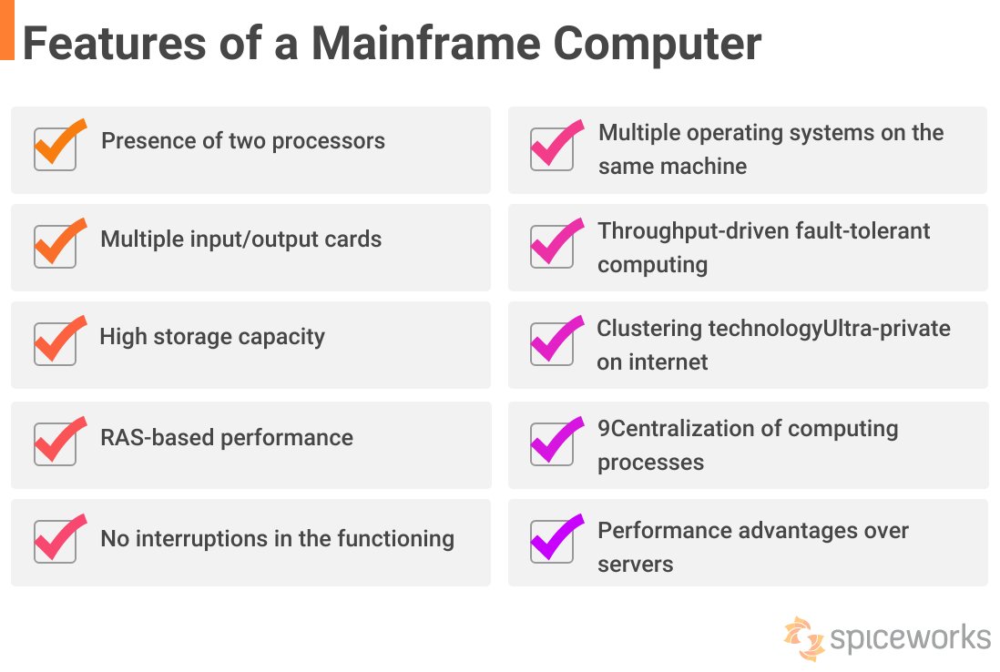 Features of a Mainframe Computer
Presence of two processors
Multiple input/output cards
High storage capacity
RAS-based performance
No interruptions in the functioning
Multiple operating systems on the
same machine
Throughput-driven fault-tolerant
computing
Clustering technologyUltra-private
on internet
9Centralization of computing
processes
Performance advantages over
servers
spiceworks